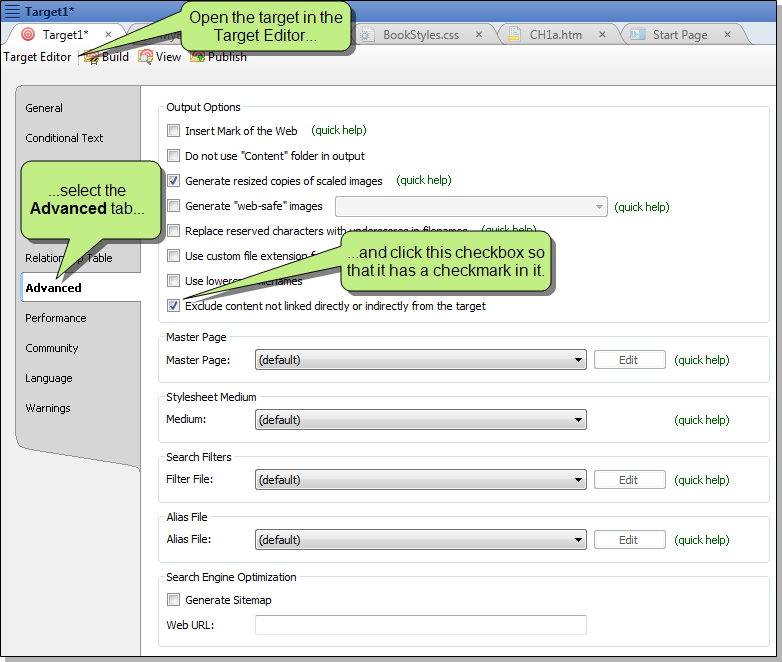 Target1*
Target1* ×
BookStyles.css ×
CH1a.htm ×
Start Page ×
Open the target in the
Target Editor...
Target Editor Build View Publish
General
Conditional Text
...select the
Advanced tab...
Relationship Table
Advanced
Performance
Community
Language
Warnings
Output Options
Insert Mark of the Web (quick help)
Do not use "Content" folder in output
Generate resized copies of scaled images (quick help)
Generate "web-safe" images (quick help)
Replace reserved characters with underscores in filenames (quick help)
Use custom file extension
...and click this checkbox so
that it has a checkmark in it.
Use lowercase filenames
Exclude content not linked directly or indirectly from the target
Master Page
Master Page: (default) Edit (quick help)
Stylesheet Medium
Medium: (default) (quick help)
Search Filters
Filter File: (default) Edit (quick help)
Alias File
Alias File: (default) Edit (quick help)
Search Engine Optimization
Generate Sitemap
Web URL: